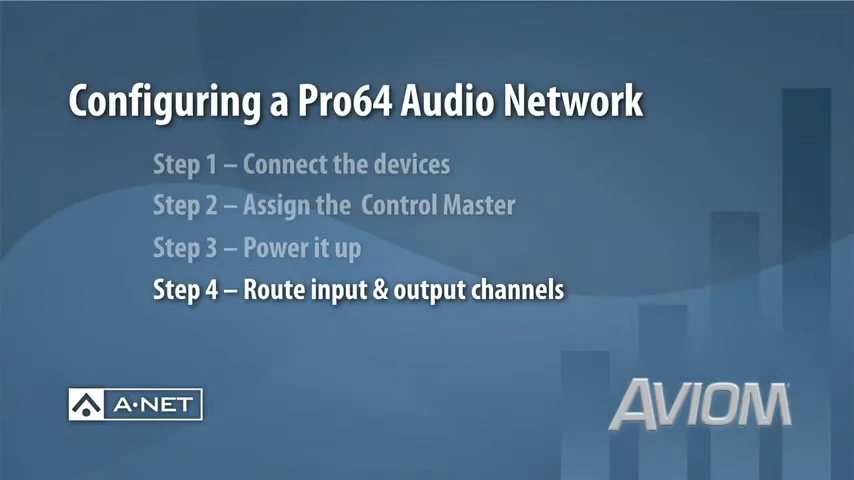 Configuring a Pro64 Audio Network
Step 1 – Connect the devices
Step 2 – Assign the Control Master
Step 3 – Power it up
Step 4 – Route input & output channels
A·NET
AVIOM